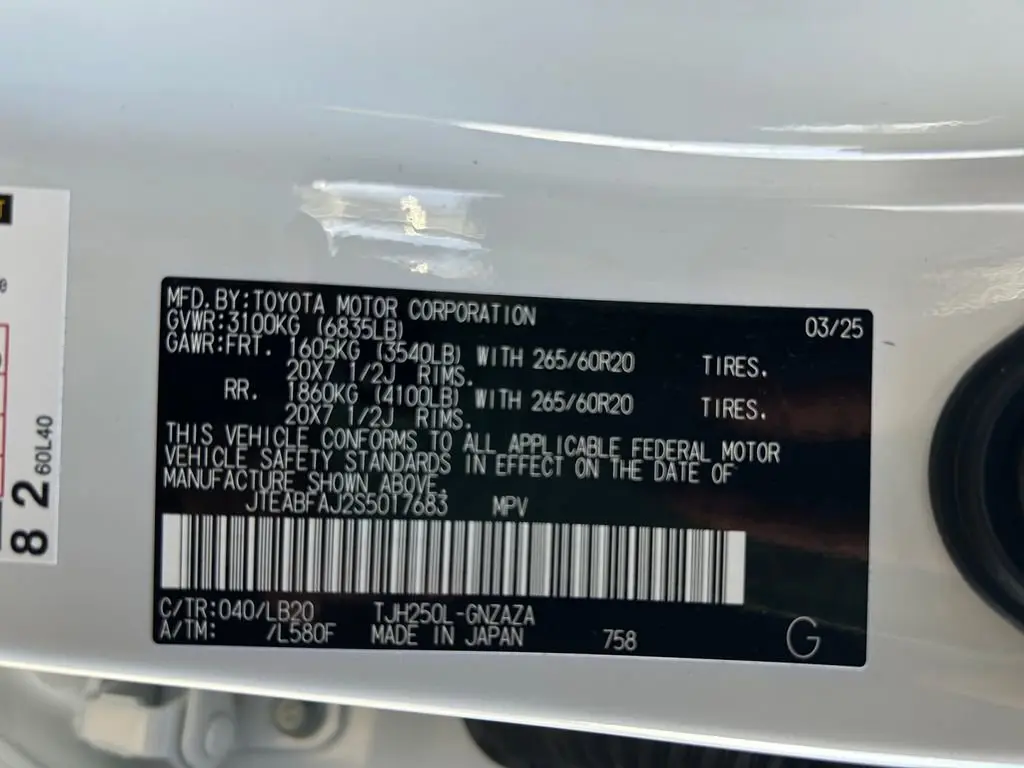 MFD.BY:TOYOTA MOTOR CORPORATION 03/25
GVWR:3100KG (6835LB)
GAWR:FRT. 1605KG (3540LB) WITH 265/60R20 TIRES.
20X7 1/2J RIMS.
RR. 1860KG (4100LB) WITH 265/60R20 TIRES.
20X7 1/2J RIMS.
THIS VEHICLE CONFORMS TO ALL APPLICABLE FEDERAL MOTOR
VEHICLE SAFETY STANDARDS IN EFFECT ON THE DATE OF
MANUFACTURE SHOWN ABOVE.
JTEABFAJ2S5017683 MPV
C/TR:040/LB20 TJH250L-GNZAZA
A/TM: /L580F MADE IN JAPAN 758 G
82 60L40